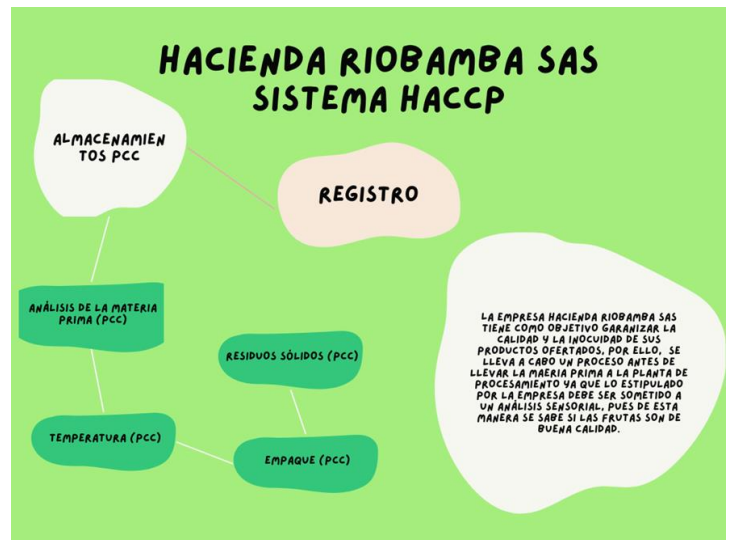 HACIENDA RIOBAMBA SAS
SISTEMA HACCP
ALMACENAMIEN
TOS PCC
REGISTRO
ANÁLISIS DE LA MATERIA
PRIMA (PCC)
RESIDUOS SÓLIDOS (PCC)
TEMPERATURA (PCC)
EMPAQUE (PCC)
LA EMPRESA HACIENDA RIOBAMBA SAS
TIENE COMO OBJETIVO GARANIZAR LA
CALIDAD Y LA INOCUIDAD DE SUS
PRODUCTOS OFERTADOS, POR ELLO, SE
LLEVA A CABO UN PROCESO ANTES DE
LLEVAR LA MAERIA PRIMA A LA PLANTA DE
PROCESAMIENTO YA QUE LO ESTIPULADO
POR LA EMPRESA DEBE SER SOMETIDO A
UN ANÁLISIS SENSORIAL, PUES DE ESTA
MANERA SE SABE SI LAS FRUTAS SON DE
BUENA CALIDAD.